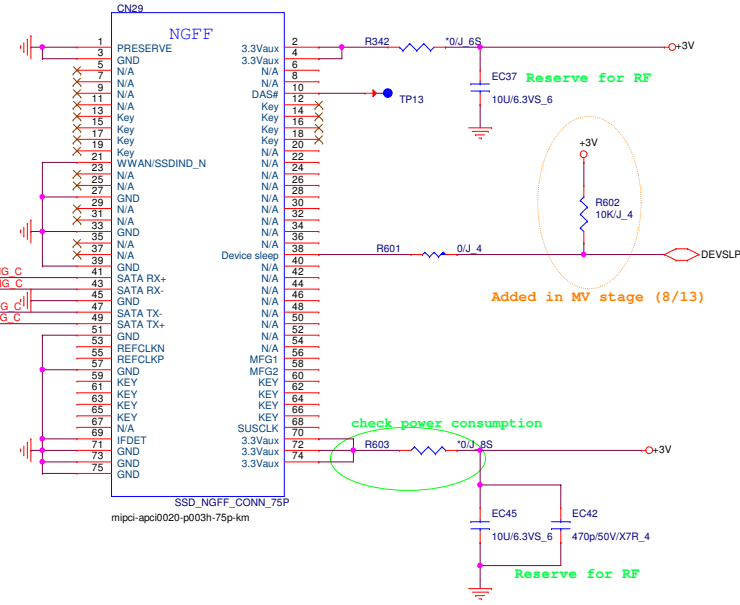 CN29
NGFF
1 PRESERVE 3.3Vaux 2
3 GND 3.3Vaux 4
5 N/A N/A 6
7 N/A N/A 8
9 N/A DAS# 10
11 N/A Key 12
13 Key Key 14
15 Key Key 16
17 Key Key 18
19 Key N/A 20
21 WWAN/SSDIND_N N/A 22
23 N/A N/A 24
25 N/A N/A 26
27 GND N/A 28
29 N/A N/A 30
31 N/A N/A 32
33 GND N/A 34
35 N/A N/A 36
37 N/A Device sleep 38
39 GND N/A 40
41 SATA RX+ N/A 42
43 SATA RX- N/A 44
45 GND N/A 46
47 SATA TX- N/A 48
49 SATA TX+ N/A 50
51 GND N/A 52
53 REFCLKN N/A 54
55 REFCLKP MFG1 56
57 GND MFG2 58
59 KEY KEY 60
61 KEY KEY 62
63 KEY KEY 64
65 KEY KEY 66
67 N/A SUSCLK 68
69 IFDET 3.3Vaux 70
71 GND 3.3Vaux 72
73 GND 3.3Vaux 74
75 GND
SSD_NGFF_CONN_75P
mipci-apci0020-p003h-75p-km
R342 *0/J_6S +3V
EC37
10U/6.3VS_6
Reserve for RF
TP13
+3V
R602
10K/J_4
R601 0/J_4 DEVSLP
Added in MV stage (8/13)
G_C
G_C
G_C
G_C
check power consumption
R603 *0/J_8S +3V
EC45
10U/6.3VS_6
EC42
470p/50V/X7R_4
Reserve for RF